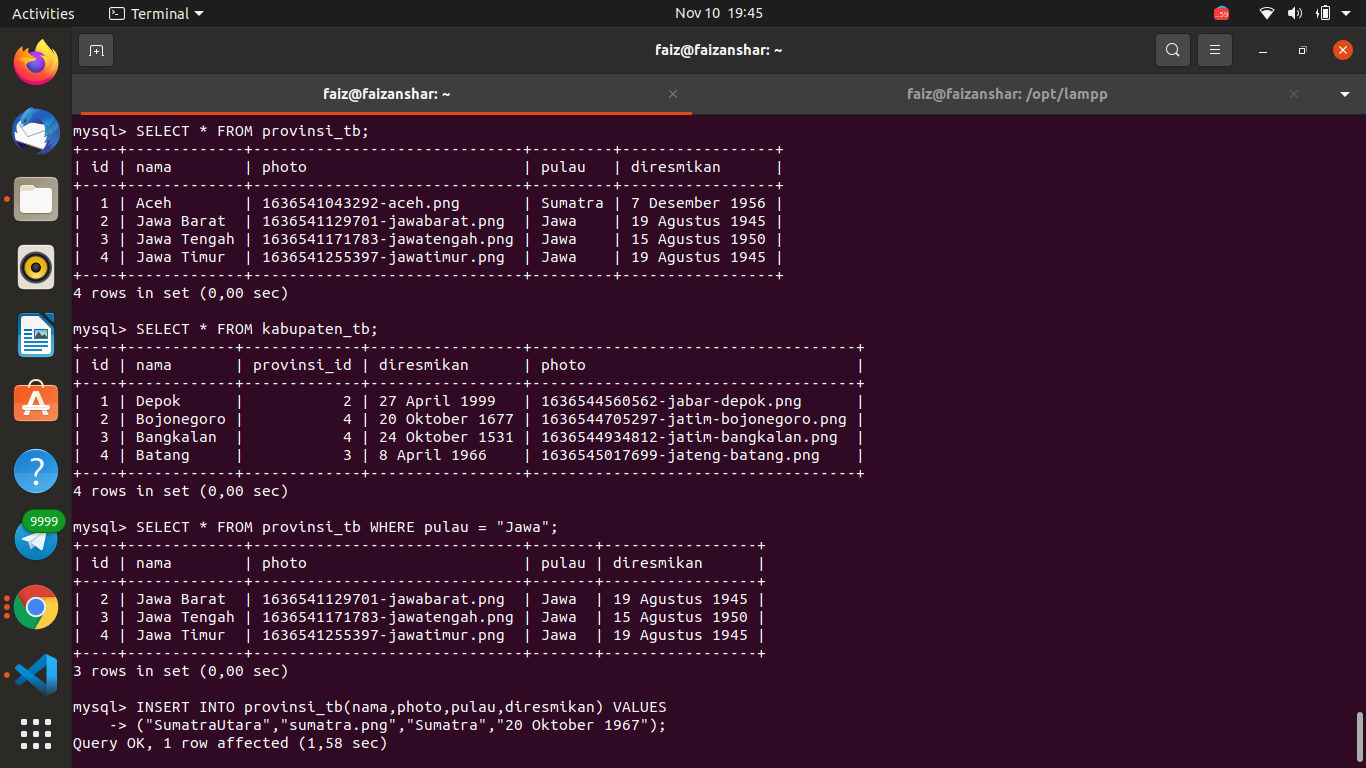 Activities Terminal Nov 10 19:45 ..59
faiz@faizanshar: ~
faiz@faizanshar: ~ × faiz@faizanshar: /opt/lampp ×
mysql> SELECT * FROM provinsi_tb;
+----+-------------+------------------------------+---------+-----------------+
| id | nama        | photo                        | pulau   | diresmikan      |
+----+-------------+------------------------------+---------+-----------------+
|  1 | Aceh        | 1636541043292-aceh.png       | Sumatra | 7 Desember 1956 |
|  2 | Jawa Barat  | 1636541129701-jawabarat.png  | Jawa    | 19 Agustus 1945 |
|  3 | Jawa Tengah | 1636541171783-jawatengah.png | Jawa    | 15 Agustus 1950 |
|  4 | Jawa Timur  | 1636541255397-jawatimur.png  | Jawa    | 19 Agustus 1945 |
+----+-------------+------------------------------+---------+-----------------+
4 rows in set (0,00 sec)
mysql> SELECT * FROM kabupaten_tb;
+----+------------+-------------+-----------------+------------------------------------+
| id | nama       | provinsi_id | diresmikan      | photo                              |
+----+------------+-------------+-----------------+------------------------------------+
|  1 | Depok      |           2 | 27 April 1999   | 1636544560562-jabar-depok.png      |
|  2 | Bojonegoro |           4 | 20 Oktober 1677 | 1636544705297-jatim-bojonegoro.png |
|  3 | Bangkalan  |           4 | 24 Oktober 1531 | 1636544934812-jatim-bangkalan.png  |
|  4 | Batang     |           3 | 8 April 1966    | 1636545017699-jateng-batang.png    |
+----+------------+-------------+-----------------+------------------------------------+
4 rows in set (0,00 sec)
mysql> SELECT * FROM provinsi_tb WHERE pulau = "Jawa";
+----+-------------+------------------------------+-------+-----------------+
| id | nama        | photo                        | pulau | diresmikan      |
+----+-------------+------------------------------+-------+-----------------+
|  2 | Jawa Barat  | 1636541129701-jawabarat.png  | Jawa  | 19 Agustus 1945 |
|  3 | Jawa Tengah | 1636541171783-jawatengah.png | Jawa  | 15 Agustus 1950 |
|  4 | Jawa Timur  | 1636541255397-jawatimur.png  | Jawa  | 19 Agustus 1945 |
+----+-------------+------------------------------+-------+-----------------+
3 rows in set (0,00 sec)
mysql> INSERT INTO provinsi_tb(nama,photo,pulau,diresmikan) VALUES
    -> ("SumatraUtara","sumatra.png","Sumatra","20 Oktober 1967");
Query OK, 1 row affected (1,58 sec)
9999